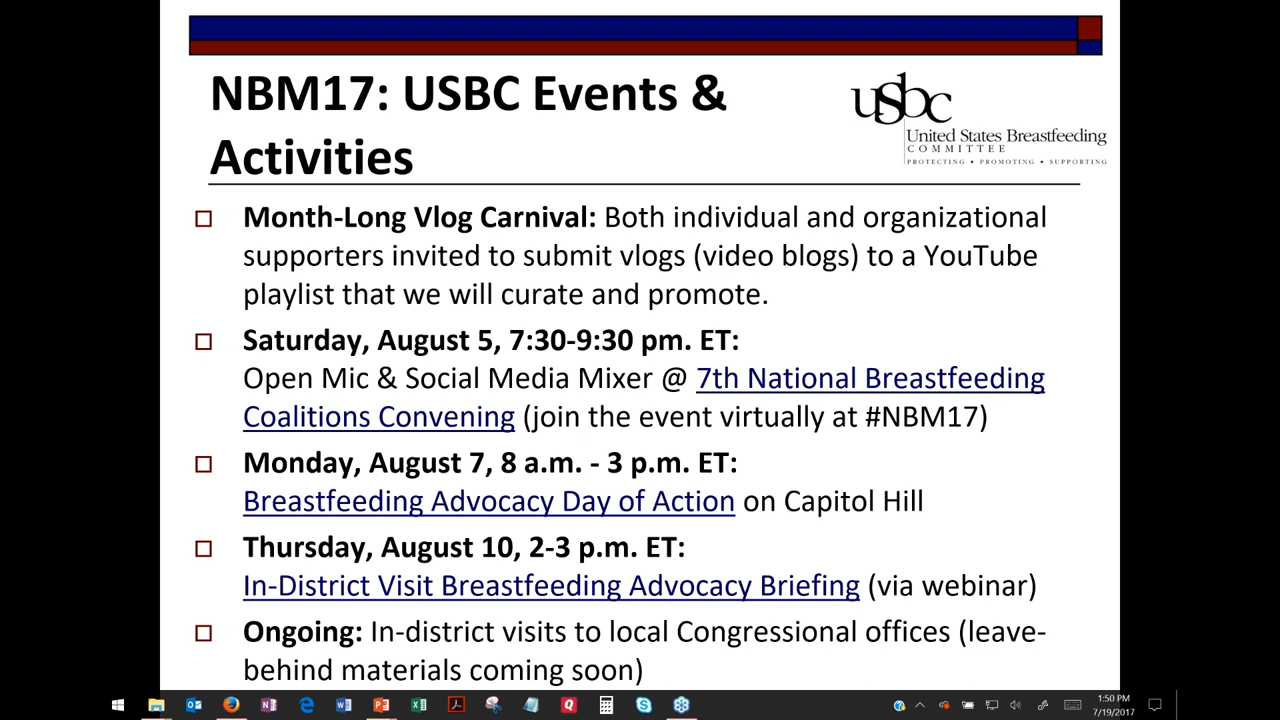 NBM17: USBC Events &
Activities
usbc
United States Breastfeeding
COMMITTEE
PROTECTING • PROMOTING • SUPPORTING
Month-Long Vlog Carnival: Both individual and organizational
supporters invited to submit vlogs (video blogs) to a YouTube
playlist that we will curate and promote.
Saturday, August 5, 7:30-9:30 pm. ET:
Open Mic & Social Media Mixer @ 7th National Breastfeeding
Coalitions Convening (join the event virtually at #NBM17)
Monday, August 7, 8 a.m. - 3 p.m. ET:
Breastfeeding Advocacy Day of Action on Capitol Hill
Thursday, August 10, 2-3 p.m. ET:
In-District Visit Breastfeeding Advocacy Briefing (via webinar)
Ongoing: In-district visits to local Congressional offices (leave-
behind materials coming soon)
1:50 PM
7/19/2017